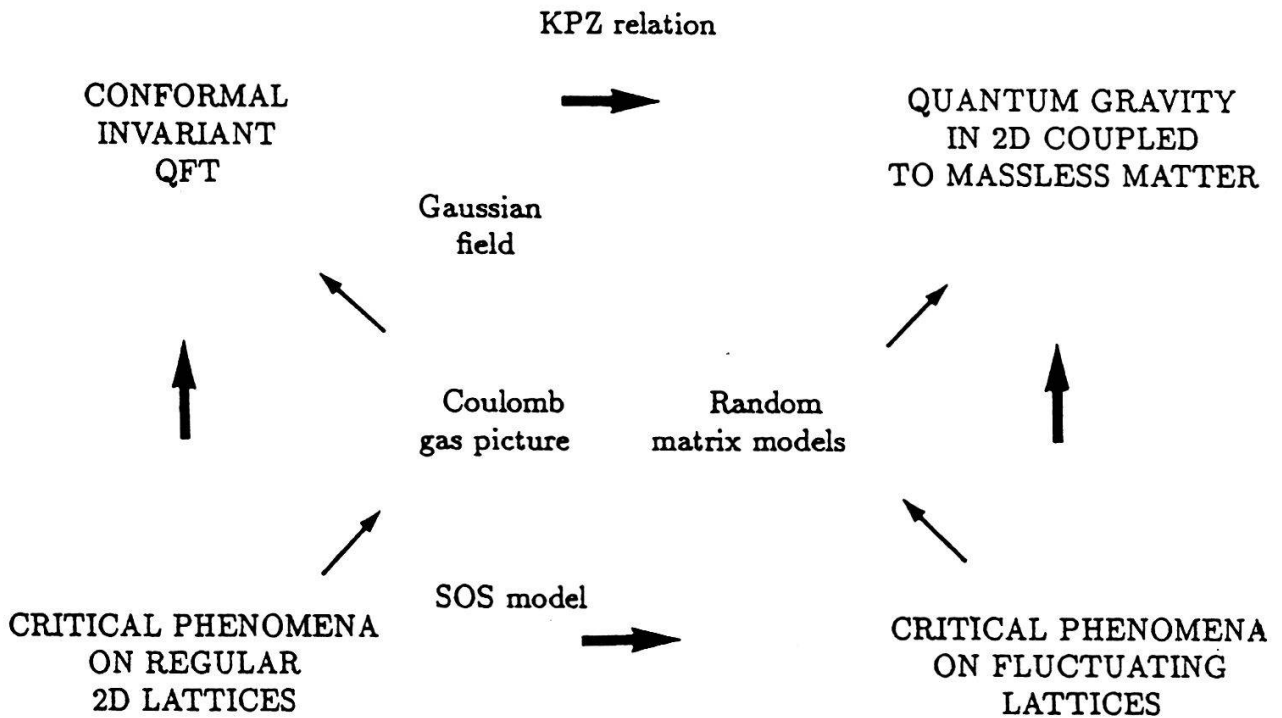 KPZ relation
CONFORMAL
INVARIANT
QFT
QUANTUM GRAVITY
IN 2D COUPLED
TO MASSLESS MATTER
Gaussian
field
Coulomb
gas picture
Random
matrix models
SOS model
CRITICAL PHENOMENA
ON REGULAR
2D LATTICES
CRITICAL PHENOMENA
ON FLUCTUATING
LATTICES